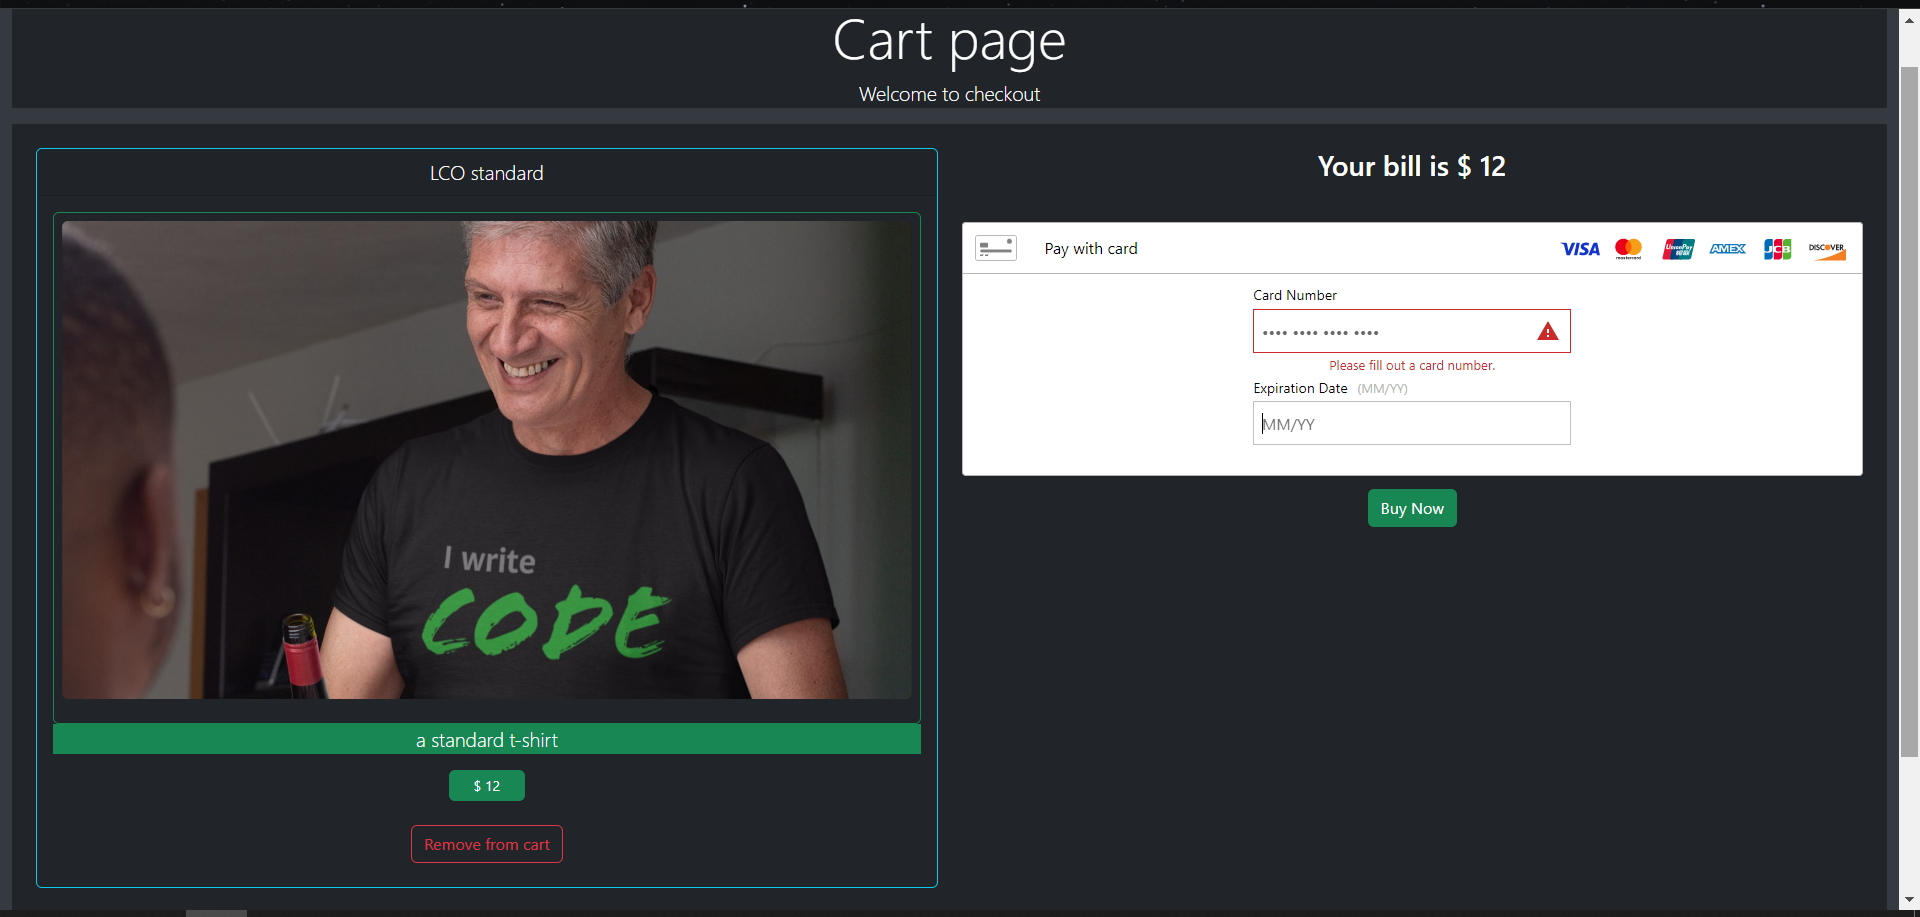 Cart page
Welcome to checkout
LCO standard
I write
CODE
a standard t-shirt
$ 12
Remove from cart
Your bill is $ 12
Pay with card
VISA
mastercard
UnionPay
AMEX
JCB
DISCOVER
Card Number
•••• •••• •••• ••••
Please fill out a card number.
Expiration Date (MM/YY)
MM/YY
Buy Now